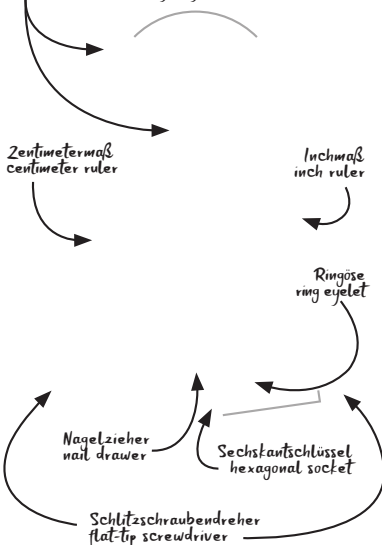 Zentimetermaß
centimeter ruler
Inchmaß
inch ruler
Ringöse
ring eyelet
Nagelzieher
nail drawer
Sechskantschlüssel
hexagonal socket
Schlitzschraubendreher
flat-tip screwdriver